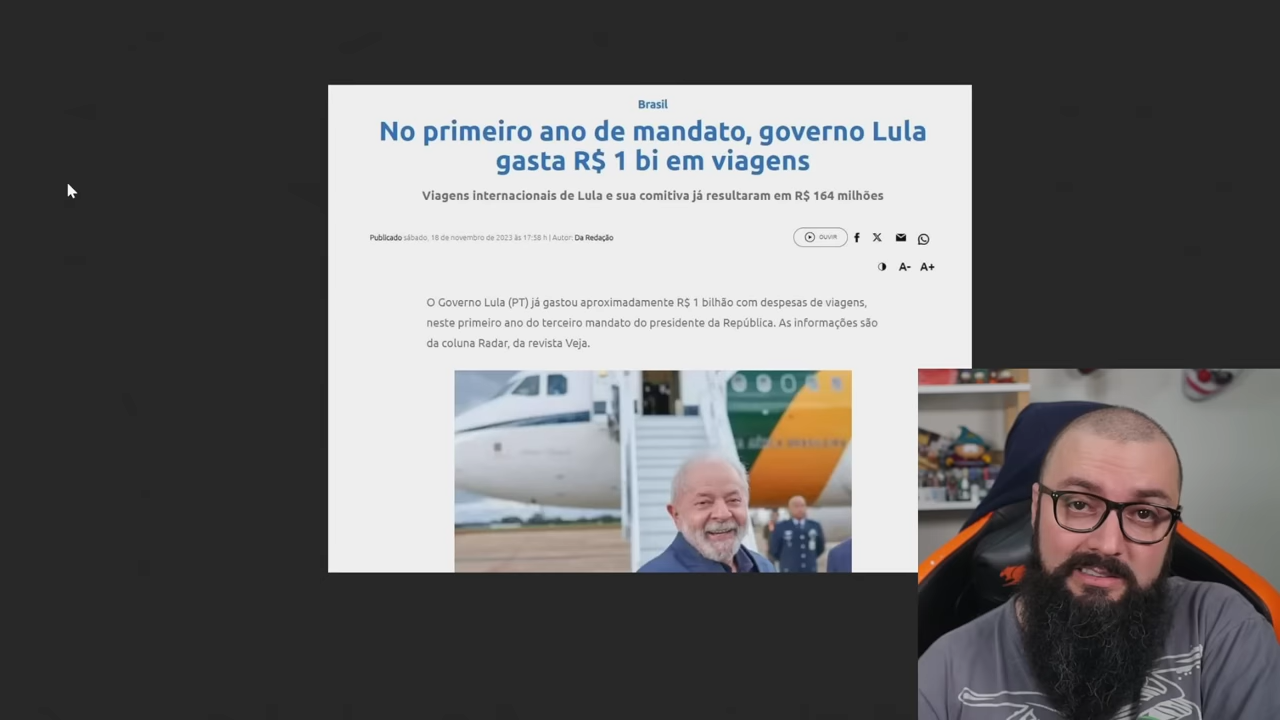 Brasil
No primeiro ano de mandato, governo Lula
gasta R$ 1 bi em viagens
Viagens internacionais de Lula e sua comitiva já resultaram em R$ 164 milhões
Publicado sábado, 18 de novembro de 2023 às 17:58 h | Autor: Da Redação
OUVIR
A- A+
O Governo Lula (PT) já gastou aproximadamente R$ 1 bilhão com despesas de viagens,
neste primeiro ano do terceiro mandato do presidente da República. As informações são
da coluna Radar, da revista Veja.